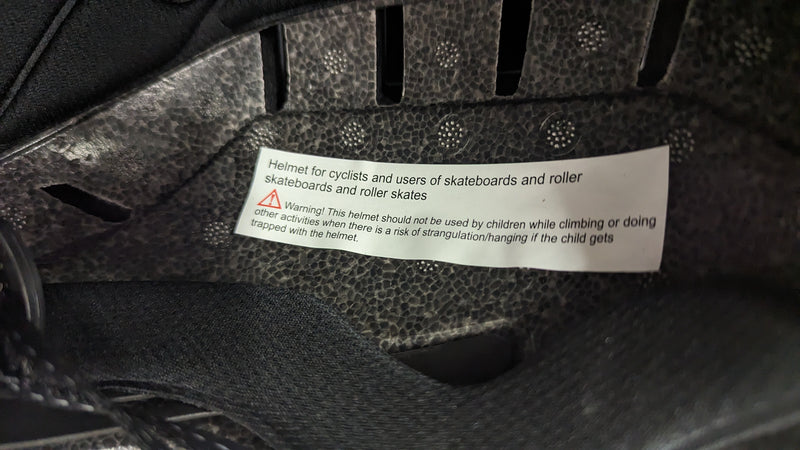 Helmet for cyclists and users of skateboards and roller
skateboards and roller skates
Warning! This helmet should not be used by children while climbing or doing
other activities when there is a risk of strangulation/hanging if the child gets
trapped with the helmet.